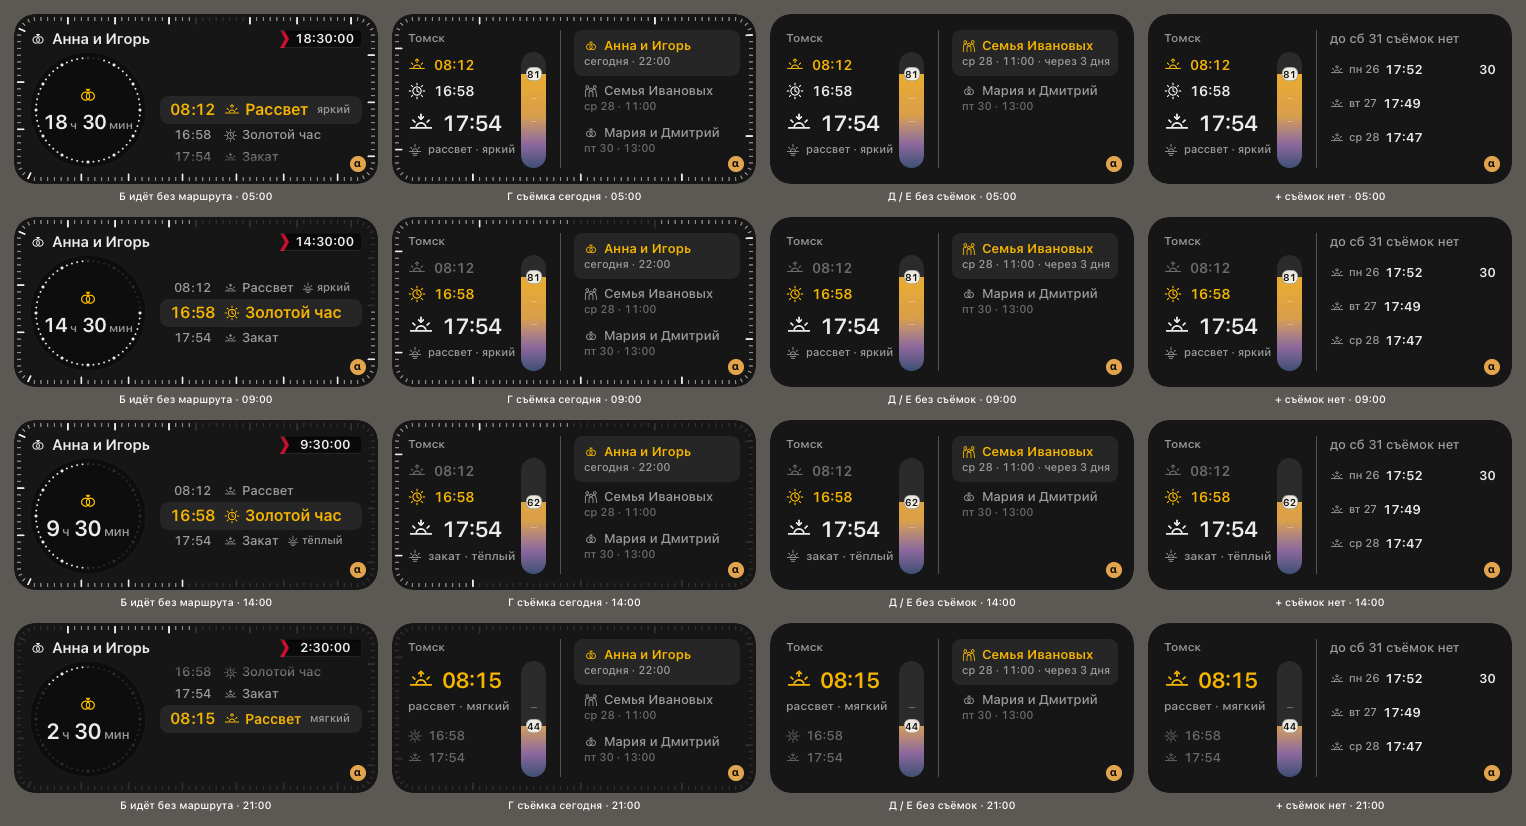 Анна и Игорь
18:30:00
18 ч 30 мин
08:12 Рассвет яркий
16:58 Золотой час
17:54 Закат
α
Б идёт без маршрута · 05:00
Томск
08:12
16:58
17:54
рассвет · яркий
81
Анна и Игорь
сегодня · 22:00
Семья Ивановых
ср 28 · 11:00
Мария и Дмитрий
пт 30 · 13:00
α
Г съёмка сегодня · 05:00
Томск
08:12
16:58
17:54
рассвет · яркий
81
Семья Ивановых
ср 28 · 11:00 · через 3 дня
Мария и Дмитрий
пт 30 · 13:00
α
Д / Е без съёмок · 05:00
Томск
08:12
16:58
17:54
рассвет · яркий
81
до сб 31 съёмок нет
пн 26 17:52 30
вт 27 17:49
ср 28 17:47
α
+ съёмок нет · 05:00
Анна и Игорь
14:30:00
14 ч 30 мин
08:12 Рассвет яркий
16:58 Золотой час
17:54 Закат
α
Б идёт без маршрута · 09:00
Томск
08:12
16:58
17:54
рассвет · яркий
81
Анна и Игорь
сегодня · 22:00
Семья Ивановых
ср 28 · 11:00
Мария и Дмитрий
пт 30 · 13:00
α
Г съёмка сегодня · 09:00
Томск
08:12
16:58
17:54
рассвет · яркий
81
Семья Ивановых
ср 28 · 11:00 · через 3 дня
Мария и Дмитрий
пт 30 · 13:00
α
Д / Е без съёмок · 09:00
Томск
08:12
16:58
17:54
рассвет · яркий
81
до сб 31 съёмок нет
пн 26 17:52 30
вт 27 17:49
ср 28 17:47
α
+ съёмок нет · 09:00
Анна и Игорь
9:30:00
9 ч 30 мин
08:12 Рассвет
16:58 Золотой час
17:54 Закат тёплый
α
Б идёт без маршрута · 14:00
Томск
08:12
16:58
17:54
закат · тёплый
62
Анна и Игорь
сегодня · 22:00
Семья Ивановых
ср 28 · 11:00
Мария и Дмитрий
пт 30 · 13:00
α
Г съёмка сегодня · 14:00
Томск
08:12
16:58
17:54
закат · тёплый
62
Семья Ивановых
ср 28 · 11:00 · через 3 дня
Мария и Дмитрий
пт 30 · 13:00
α
Д / Е без съёмок · 14:00
Томск
08:12
16:58
17:54
закат · тёплый
62
до сб 31 съёмок нет
пн 26 17:52 30
вт 27 17:49
ср 28 17:47
α
+ съёмок нет · 14:00
Анна и Игорь
2:30:00
2 ч 30 мин
16:58 Золотой час
17:54 Закат
08:15 Рассвет мягкий
α
Б идёт без маршрута · 21:00
Томск
08:15
рассвет · мягкий
16:58
17:54
44
Анна и Игорь
сегодня · 22:00
Семья Ивановых
ср 28 · 11:00
Мария и Дмитрий
пт 30 · 13:00
α
Г съёмка сегодня · 21:00
Томск
08:15
рассвет · мягкий
16:58
17:54
44
Семья Ивановых
ср 28 · 11:00 · через 3 дня
Мария и Дмитрий
пт 30 · 13:00
α
Д / Е без съёмок · 21:00
Томск
08:15
рассвет · мягкий
16:58
17:54
44
до сб 31 съёмок нет
пн 26 17:52 30
вт 27 17:49
ср 28 17:47
α
+ съёмок нет · 21:00